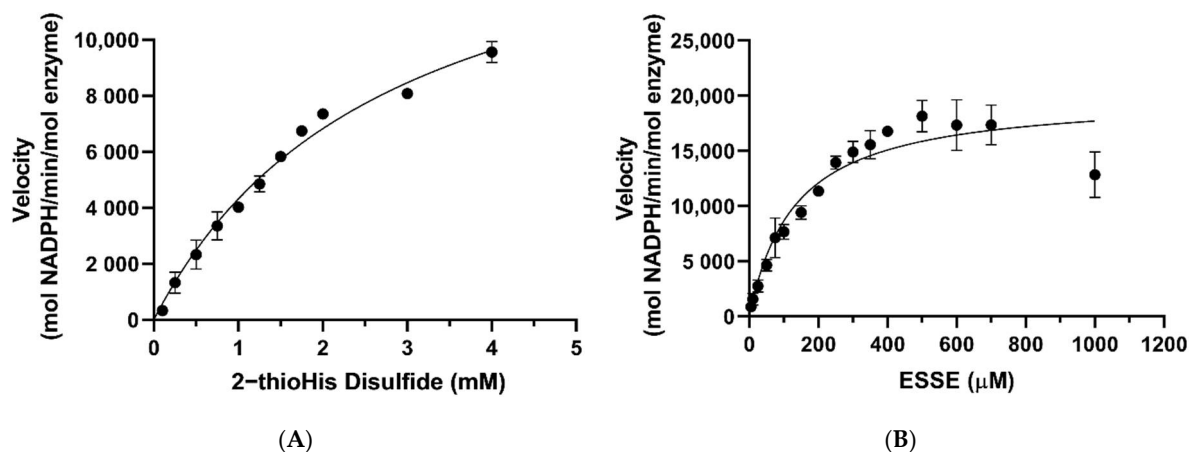 10,000
8 000
6 000
4 000
2 000
0
0 1 2 3 4 5
Velocity
(mol NADPH/min/mol enzyme)
2−thioHis Disulfide (mM)
(A)
25,000
20,000
15,000
10,000
5 000
0
0 200 400 600 800 1000 1200
Velocity
(mol NADPH/min/mol enzyme)
ESSE (μM)
(B)